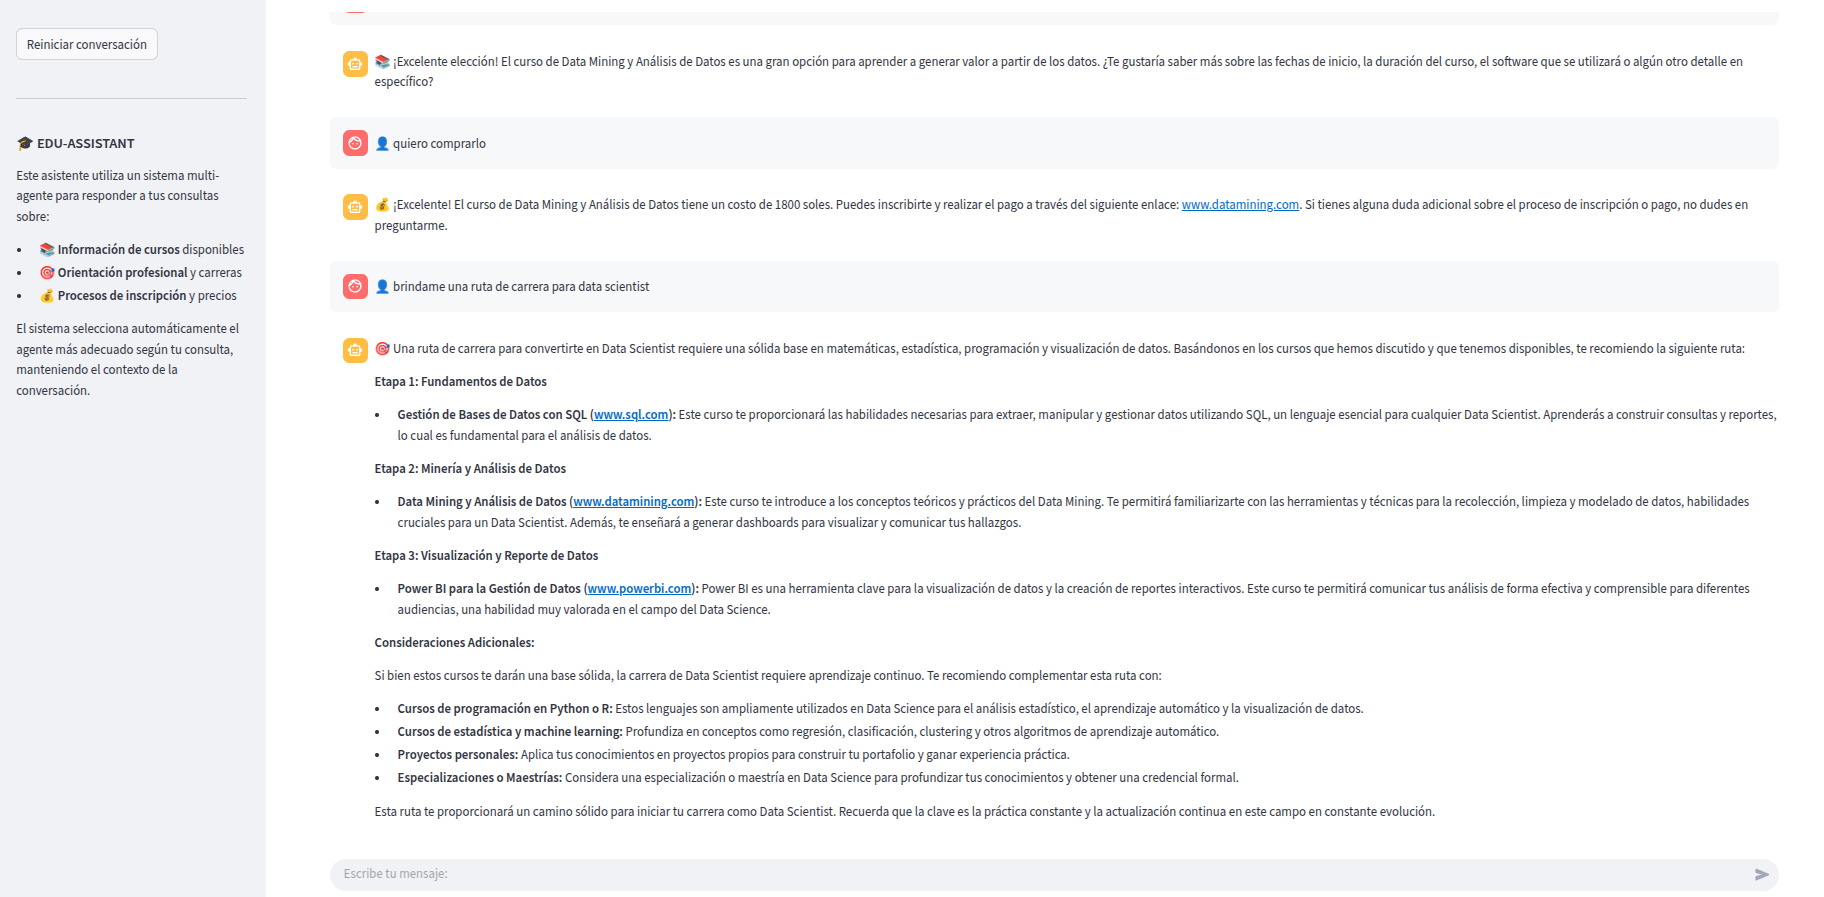 Reiniciar conversación
🎓 EDU-ASSISTANT
Este asistente utiliza un sistema multi-
agente para responder a tus consultas
sobre:
• 📚 Información de cursos disponibles
• 🎯 Orientación profesional y carreras
• 💰 Procesos de inscripción y precios
El sistema selecciona automáticamente el
agente más adecuado según tu consulta,
manteniendo el contexto de la
conversación.
📚 ¡Excelente elección! El curso de Data Mining y Análisis de Datos es una gran opción para aprender a generar valor a partir de los datos. ¿Te gustaría saber más sobre las fechas de inicio, la duración del curso, el software que se utilizará o algún otro detalle en
específico?
👤 quiero comprarlo
💰 ¡Excelente! El curso de Data Mining y Análisis de Datos tiene un costo de 1800 soles. Puedes inscribirte y realizar el pago a través del siguiente enlace: www.datamining.com. Si tienes alguna duda adicional sobre el proceso de inscripción o pago, no dudes en
preguntarme.
👤 brindame una ruta de carrera para data scientist
🎯 Una ruta de carrera para convertirte en Data Scientist requiere una sólida base en matemáticas, estadística, programación y visualización de datos. Basándonos en los cursos que hemos discutido y que tenemos disponibles, te recomiendo la siguiente ruta:
Etapa 1: Fundamentos de Datos
• Gestión de Bases de Datos con SQL (www.sql.com): Este curso te proporcionará las habilidades necesarias para extraer, manipular y gestionar datos utilizando SQL, un lenguaje esencial para cualquier Data Scientist. Aprenderás a construir consultas y reportes,
lo cual es fundamental para el análisis de datos.
Etapa 2: Minería y Análisis de Datos
• Data Mining y Análisis de Datos (www.datamining.com): Este curso te introduce a los conceptos teóricos y prácticos del Data Mining. Te permitirá familiarizarte con las herramientas y técnicas para la recolección, limpieza y modelado de datos, habilidades
cruciales para un Data Scientist. Además, te enseñará a generar dashboards para visualizar y comunicar tus hallazgos.
Etapa 3: Visualización y Reporte de Datos
• Power BI para la Gestión de Datos (www.powerbi.com): Power BI es una herramienta clave para la visualización de datos y la creación de reportes interactivos. Este curso te permitirá comunicar tus análisis de forma efectiva y comprensible para diferentes
audiencias, una habilidad muy valorada en el campo del Data Science.
Consideraciones Adicionales:
Si bien estos cursos te darán una base sólida, la carrera de Data Scientist requiere aprendizaje continuo. Te recomiendo complementar esta ruta con:
• Cursos de programación en Python o R: Estos lenguajes son ampliamente utilizados en Data Science para el análisis estadístico, el aprendizaje automático y la visualización de datos.
• Cursos de estadística y machine learning: Profundiza en conceptos como regresión, clasificación, clustering y otros algoritmos de aprendizaje automático.
• Proyectos personales: Aplica tus conocimientos en proyectos propios para construir tu portafolio y ganar experiencia práctica.
• Especializaciones o Maestrías: Considera una especialización o maestría en Data Science para profundizar tus conocimientos y obtener una credencial formal.
Esta ruta te proporcionará un camino sólido para iniciar tu carrera como Data Scientist. Recuerda que la clave es la práctica constante y la actualización continua en este campo en constante evolución.
Escribe tu mensaje: